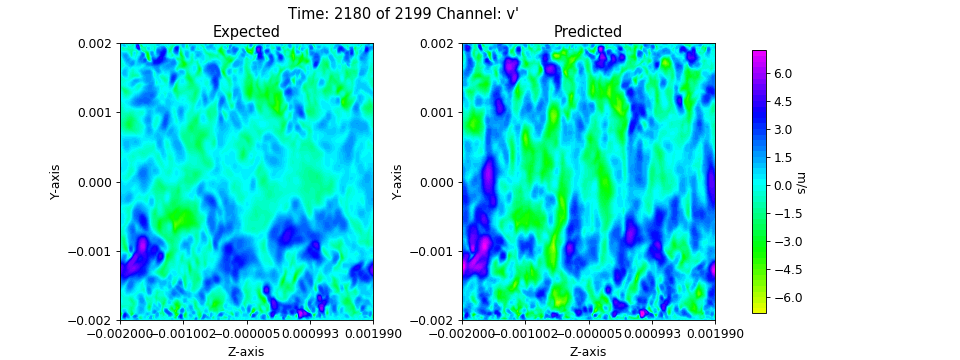 Time: 2180 of 2199 Channel: v'
Expected
Predicted
0.002
0.001
0.000
−0.001
−0.002
Y-axis
−0.002000 −0.001002 −0.000005 0.000993 0.001990
Z-axis
0.002
0.001
0.000
−0.001
−0.002
Y-axis
−0.002000 −0.001002 −0.000005 0.000993 0.001990
Z-axis
6.0
4.5
3.0
1.5
0.0
−1.5
−3.0
−4.5
−6.0
m/s